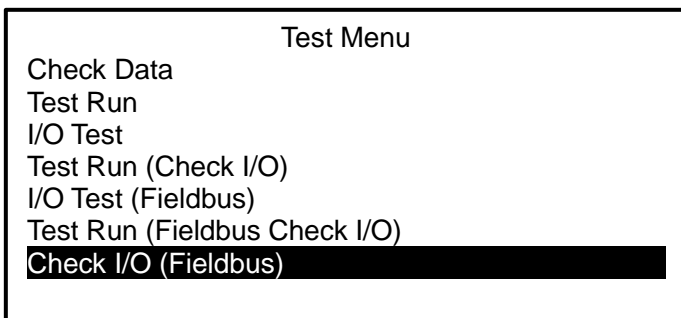 Test Menu
Check Data
Test Run
I/O Test
Test Run (Check I/O)
I/O Test (Fieldbus)
Test Run (Fieldbus Check I/O)
Check I/O (Fieldbus)